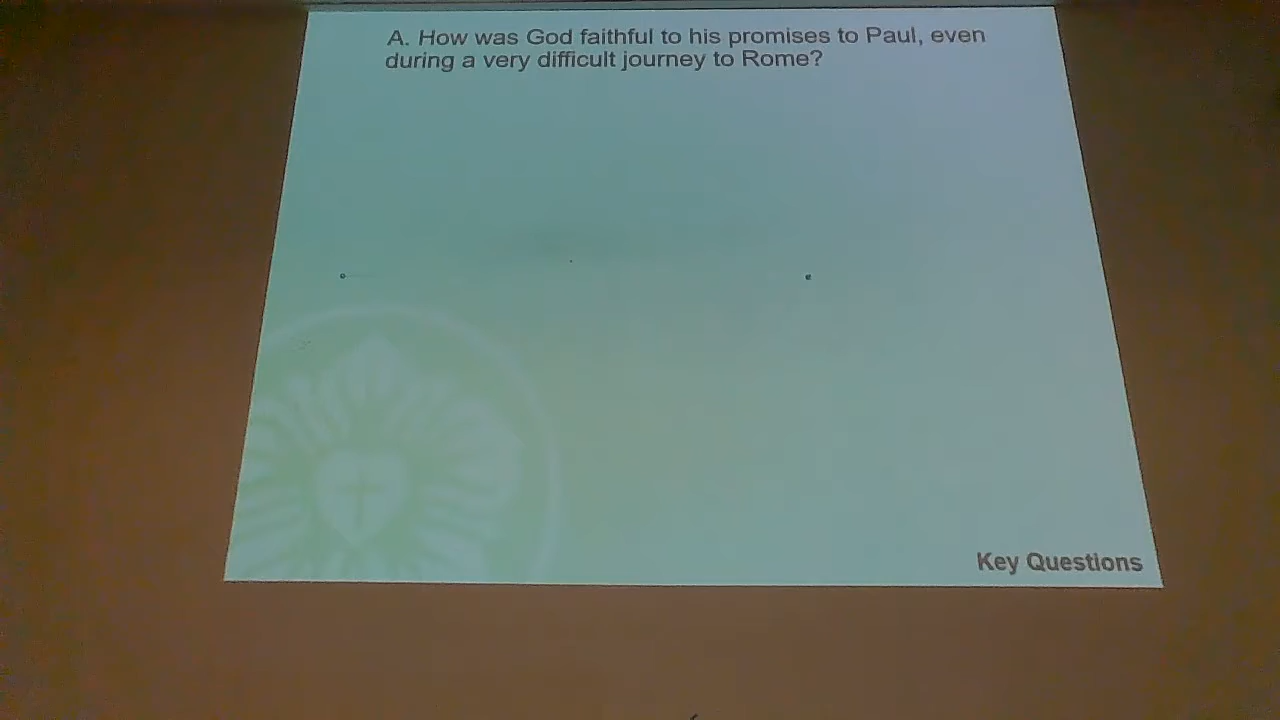 A. How was God faithful to his promises to Paul, even
during a very difficult journey to Rome?
Key Questions